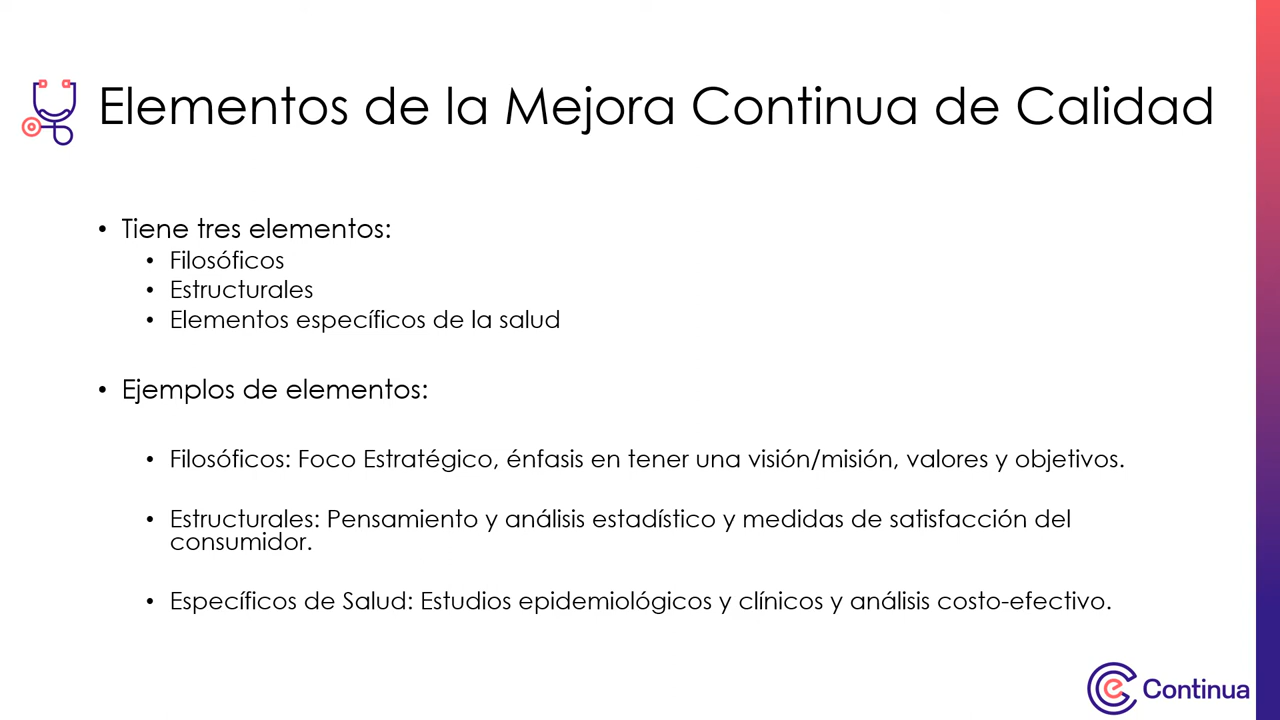 Elementos de la Mejora Continua de Calidad
• Tiene tres elementos:
• Filosóficos
• Estructurales
• Elementos específicos de la salud
• Ejemplos de elementos:
• Filosóficos: Foco Estratégico, énfasis en tener una visión/misión, valores y objetivos.
• Estructurales: Pensamiento y análisis estadístico y medidas de satisfacción del
consumidor.
• Específicos de Salud: Estudios epidemiológicos y clínicos y análisis costo-efectivo.
Continua